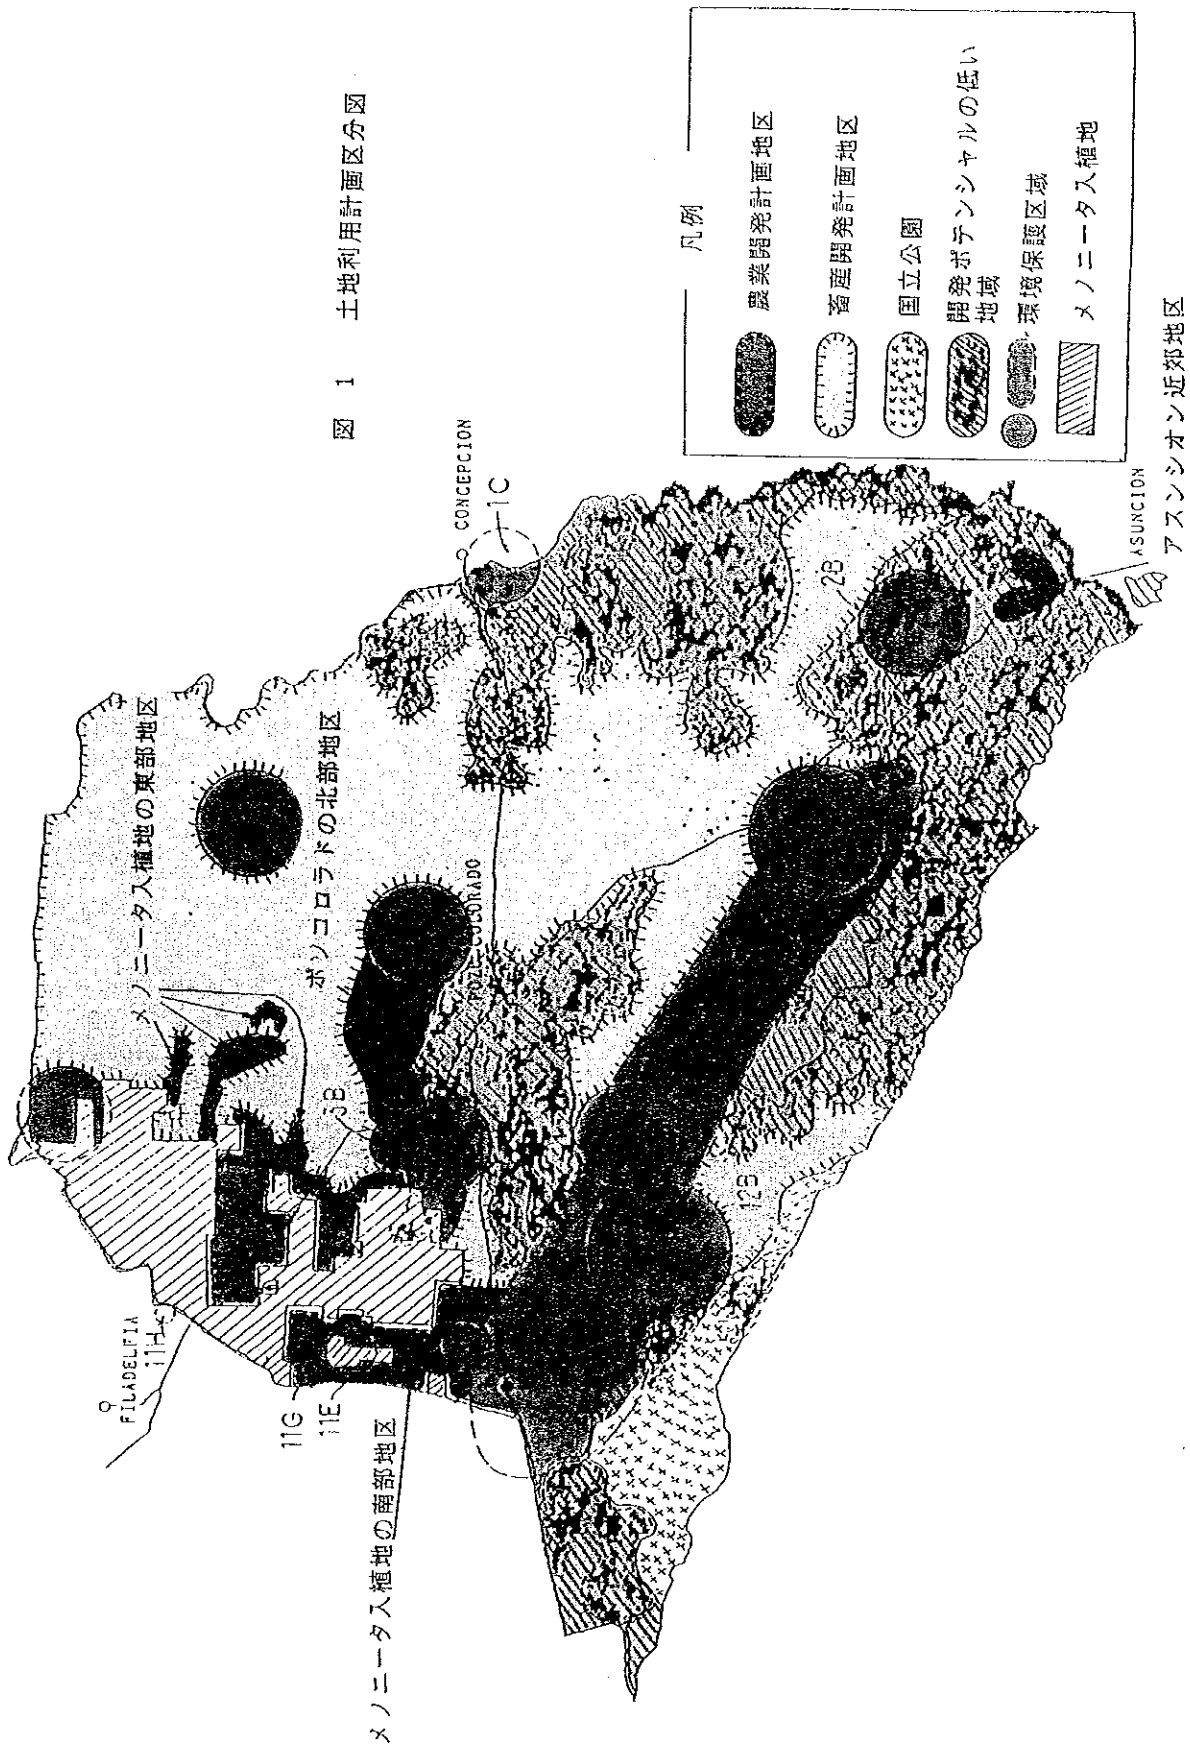 図 1 土地利用計画区分図
凡例
農業開発計画地区
畜産開発計画地区
国立公園
開発ポテンシャルの低い
地域
環境保護区域
メノニータス入植地
FILADELFIA
11H
11G
11E
メノニータス入植地の南部地区
メノニータス入植地の東部地区
ポソコロラドの北部地区
POZO COLORADO
CONCEPCION
1C
2B
12B
ASUNCION
アスンシオン近郊地区